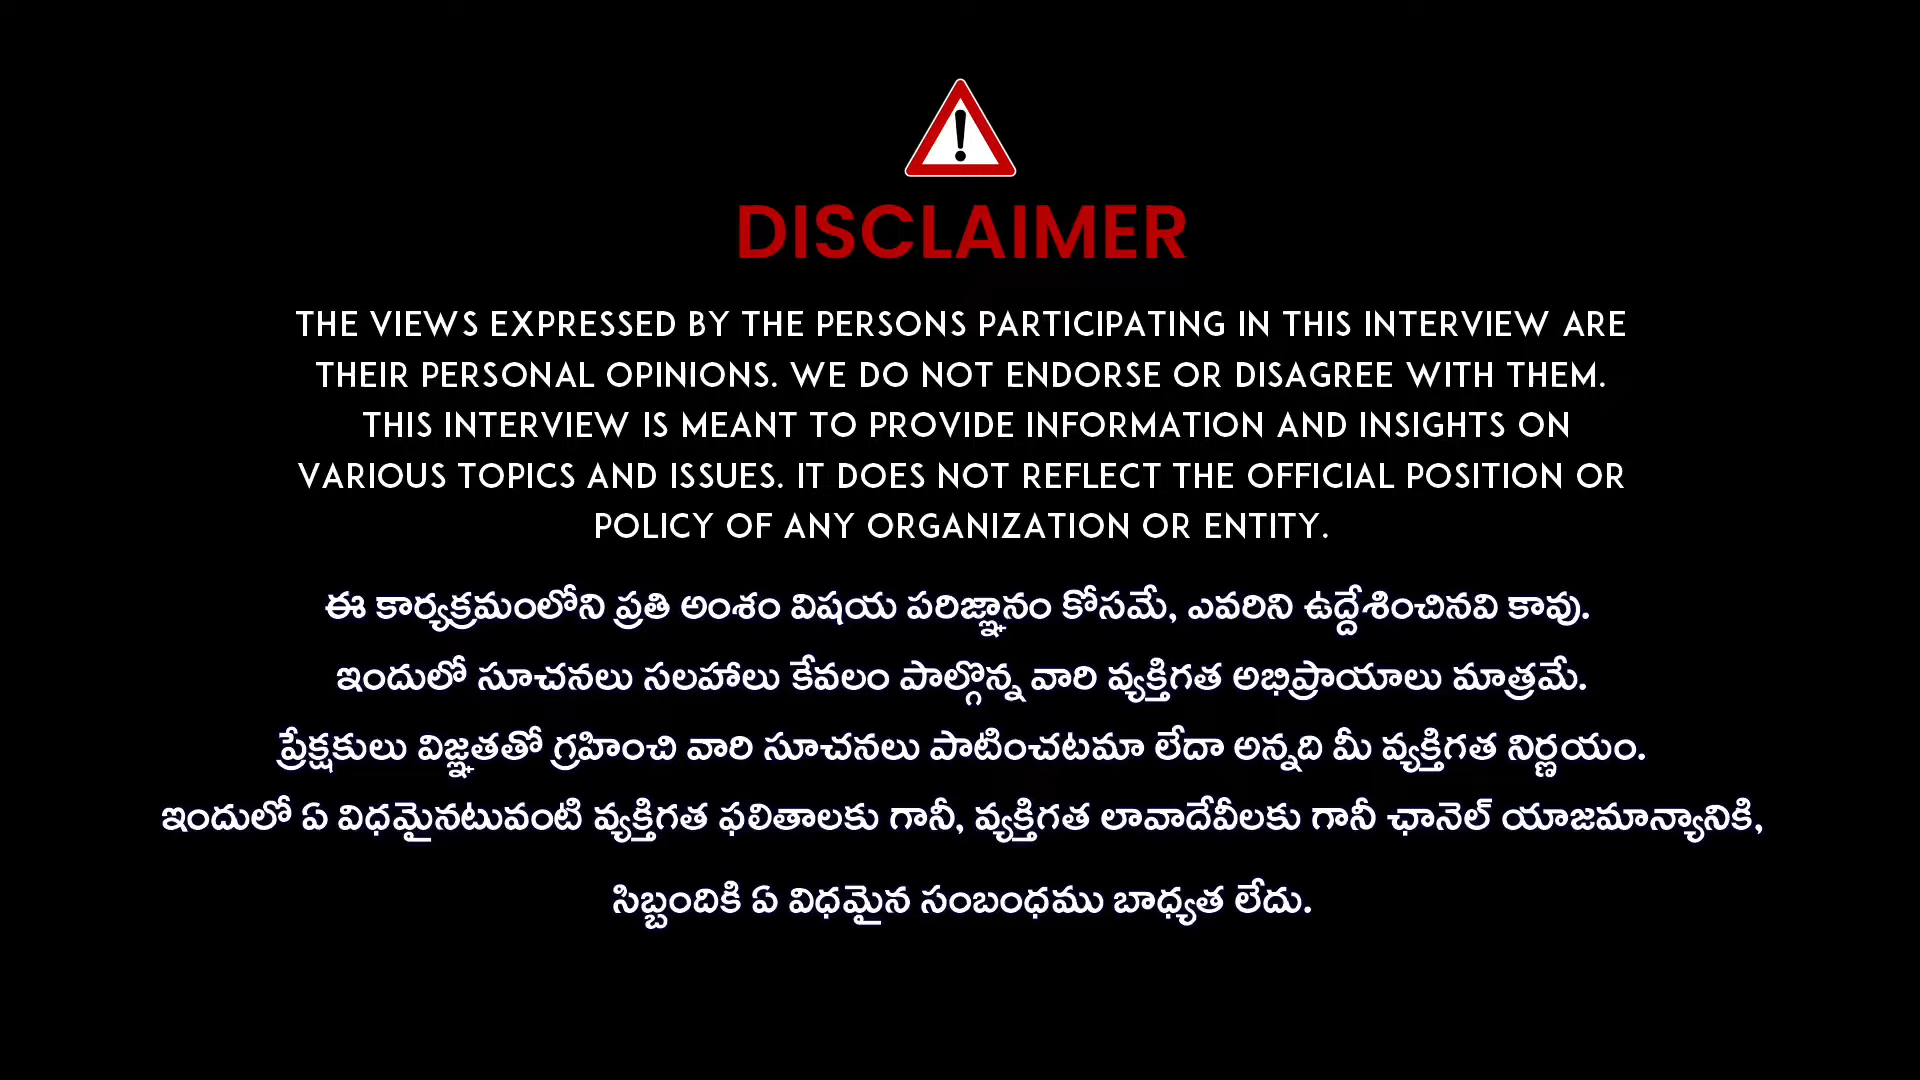 DISCLAIMER
THE VIEWS EXPRESSED BY THE PERSONS PARTICIPATING IN THIS INTERVIEW ARE
THEIR PERSONAL OPINIONS. WE DO NOT ENDORSE OR DISAGREE WITH THEM.
THIS INTERVIEW IS MEANT TO PROVIDE INFORMATION AND INSIGHTS ON
VARIOUS TOPICS AND ISSUES. IT DOES NOT REFLECT THE OFFICIAL POSITION OR
POLICY OF ANY ORGANIZATION OR ENTITY.
ఈ కార్యక్రమంలోని ప్రతి అంశం విషయ పరిజ్ఞానం కోసమే, ఎవరిని ఉద్దేశించినవి కావు.
ఇందులో సూచనలు సలహాలు కేవలం పాల్గొన్న వారి వ్యక్తిగత అభిప్రాయాలు మాత్రమే.
ప్రేక్షకులు విజ్ఞతతో గ్రహించి వారి సూచనలు పాటించటమా లేదా అన్నది మీ వ్యక్తిగత నిర్ణయం.
ఇందులో ఏ విధమైనటువంటి వ్యక్తిగత ఫలితాలకు గానీ, వ్యక్తిగత లావాదేవీలకు గానీ ఛానెల్ యాజమాన్యానికి,
సిబ్బందికి ఏ విధమైన సంబంధము బాధ్యత లేదు.